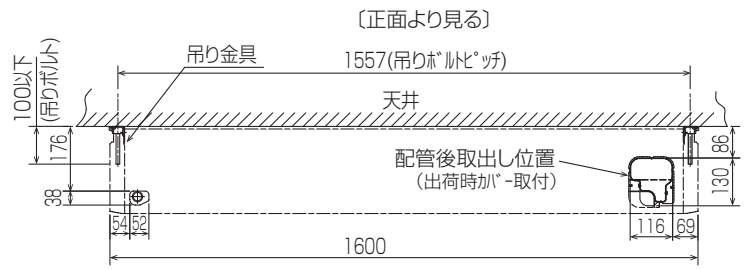 〔正面より見る〕
吊り金具
1557(吊りボルトピッチ)
100以下
(吊りボルト)
天井
176
38
配管後取出し位置
(出荷時カバー取付)
86
130
54
52
116
69
1600